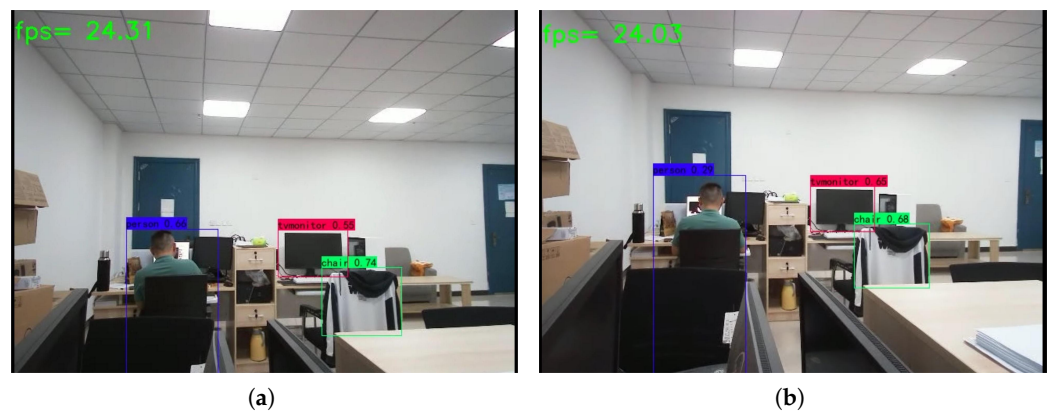 fps= 24.31
person 0.66
tvmonitor 0.55
chair 0.74
(a)
fps= 24.03
person 0.29
tvmonitor 0.65
chair 0.68
(b)